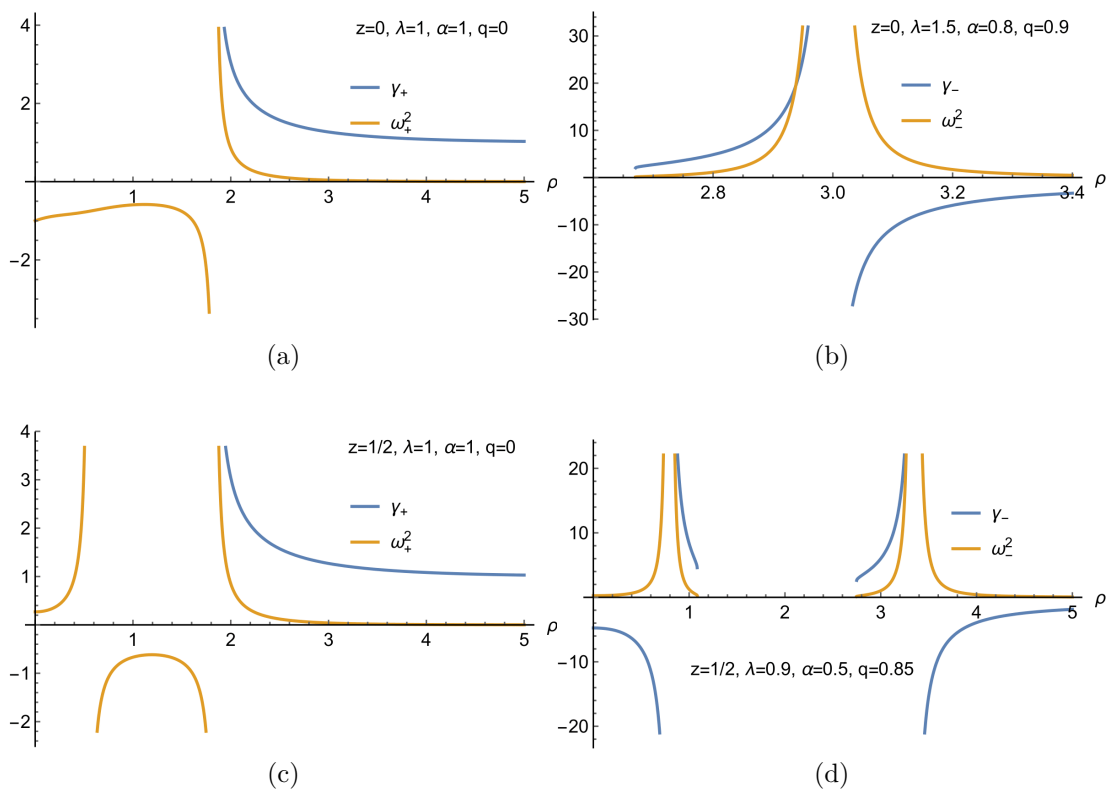 z=0, λ=1, α=1, q=0
γ₊
ω₊²
4
2
−2
1 2 3 4 5
ρ
(a)
z=0, λ=1.5, α=0.8, q=0.9
γ₋
ω₋²
30
20
10
−10
−20
−30
2.8 3.0 3.2 3.4
ρ
(b)
z=1/2, λ=1, α=1, q=0
γ₊
ω₊²
4
3
2
1
−1
−2
1 2 3 4 5
ρ
(c)
γ₋
ω₋²
z=1/2, λ=0.9, α=0.5, q=0.85
20
10
−10
−20
1 2 3 4 5
ρ
(d)